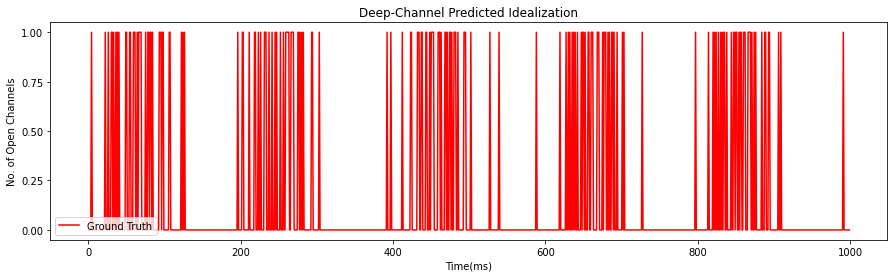 Deep-Channel Predicted Idealization
No. of Open Channels
1.00
0.75
0.50
0.25
0.00
Ground Truth
0 200 400 600 800 1000
Time(ms)